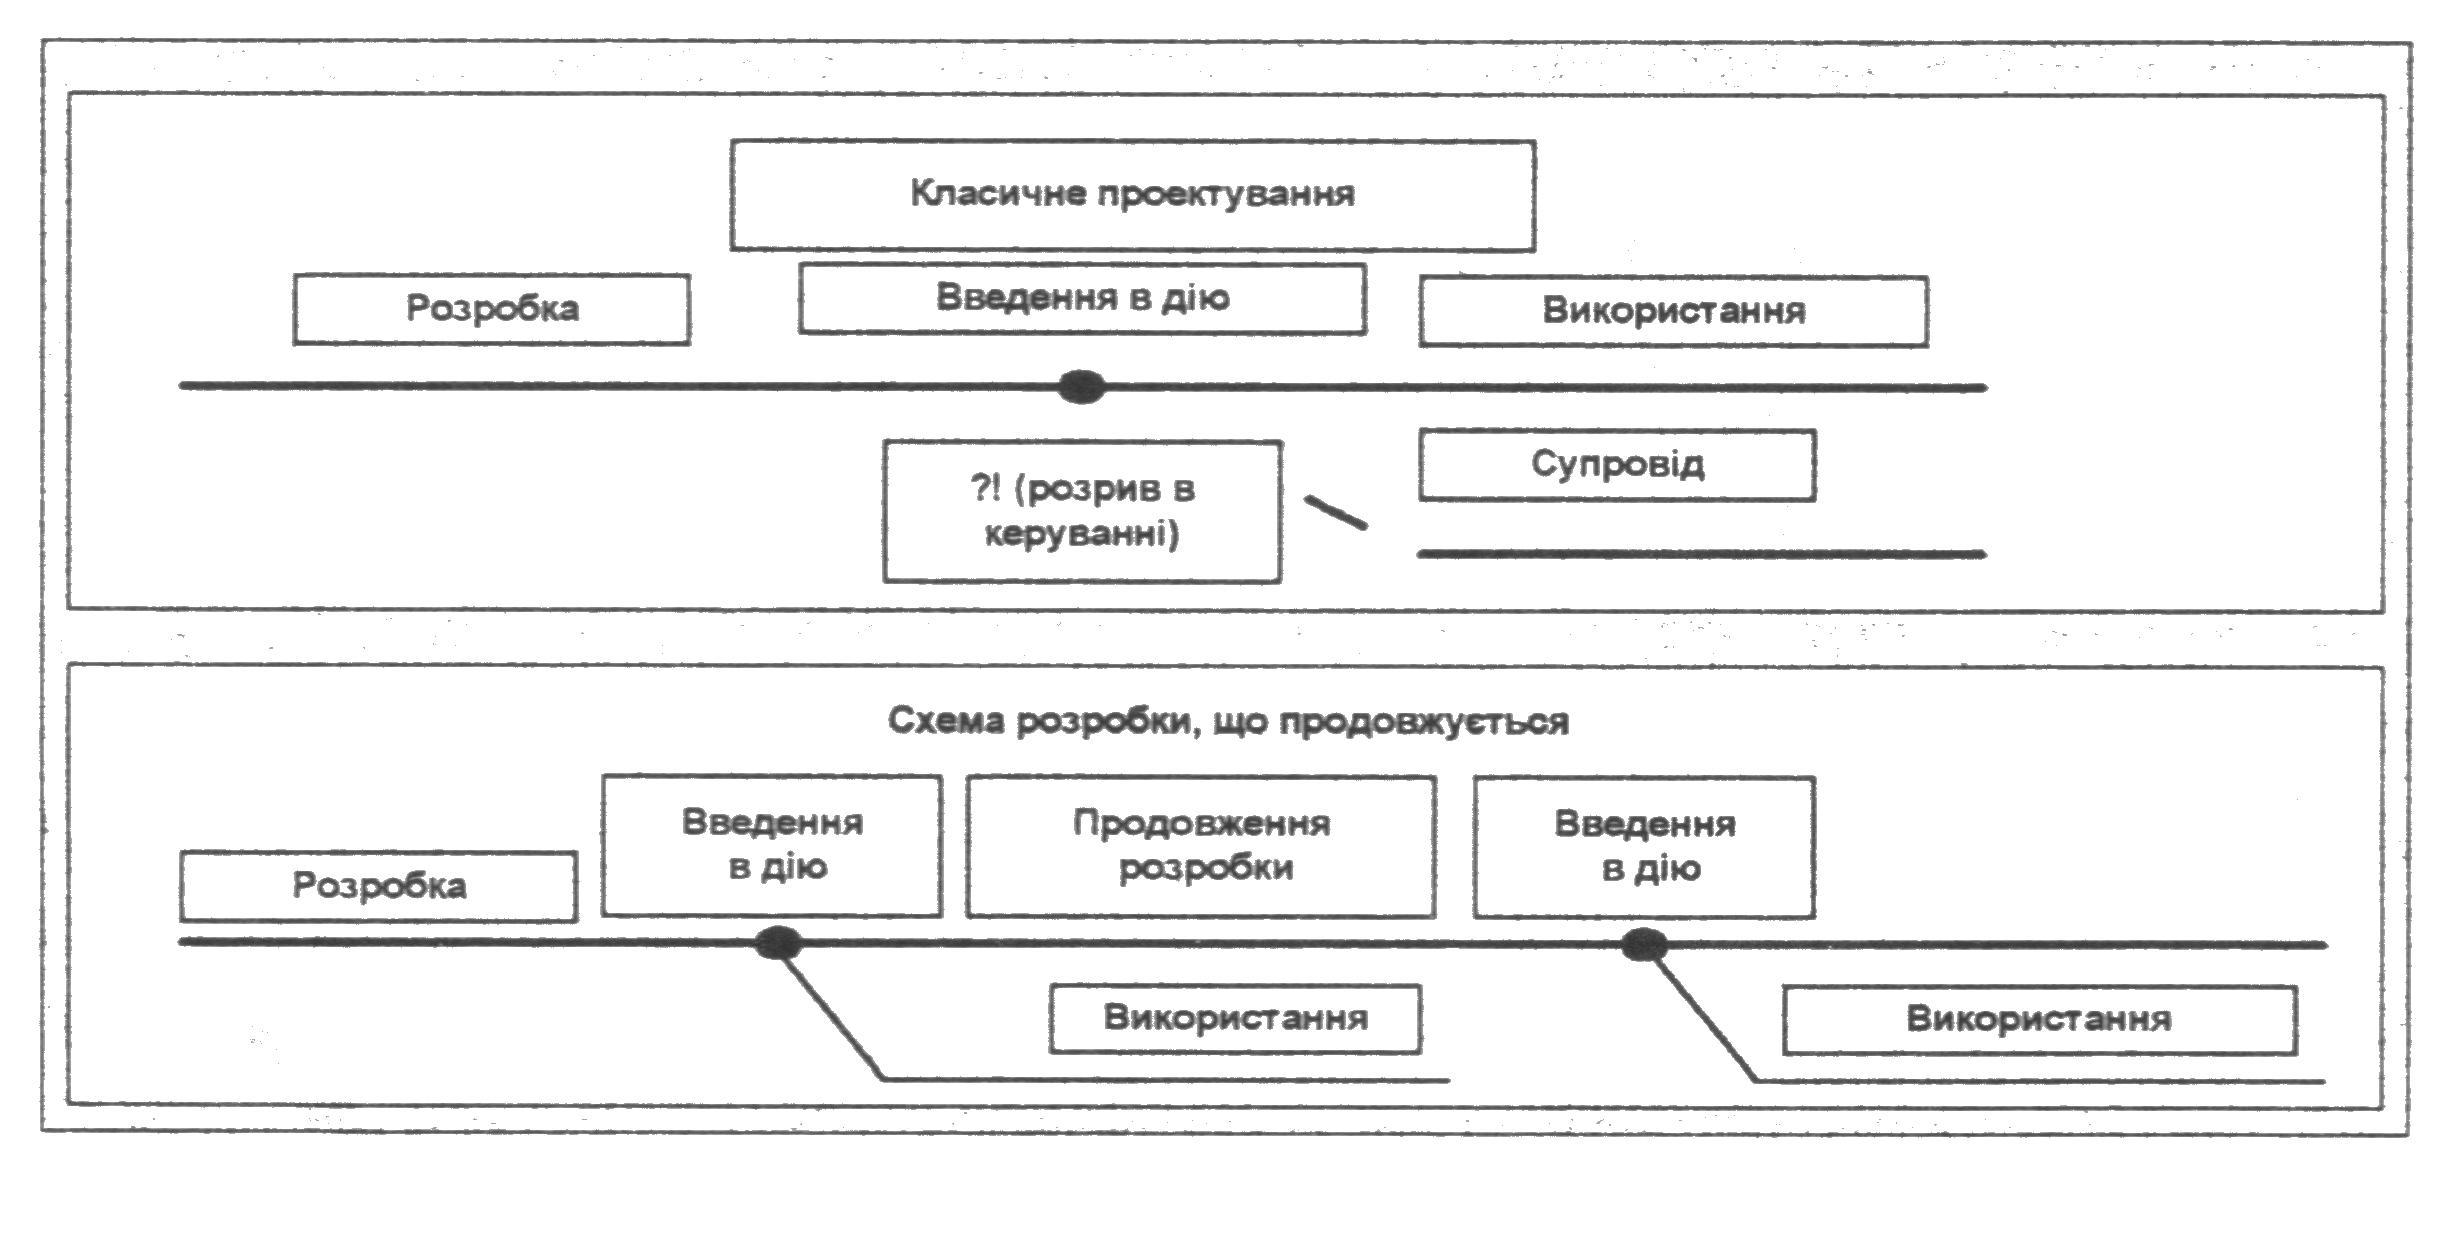 Класичне проектування
Розробка
Введення в дію
Використання
?! (розрив в
керуванні)
Супровід
Схема розробки, що продовжується
Розробка
Введення
в дію
Продовження
розробки
Введення
в дію
Використання
Використання